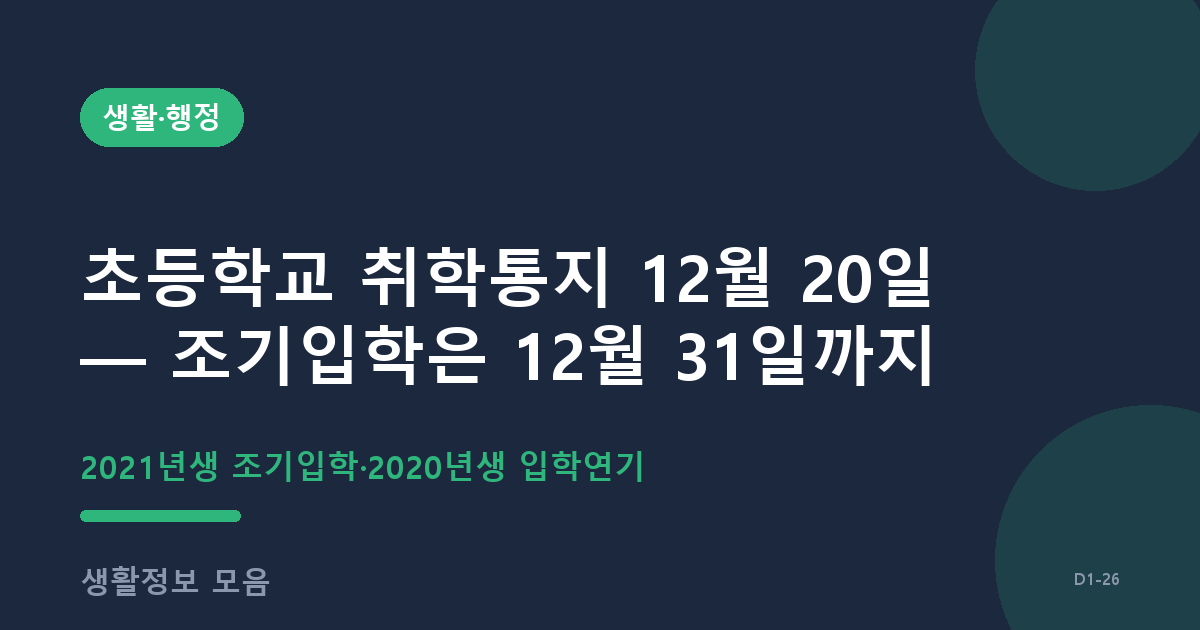 생활·행정
초등학교 취학통지 12월 20일
— 조기입학은 12월 31일까지
2021년생 조기입학·2020년생 입학연기
생활정보 모음
D1-26